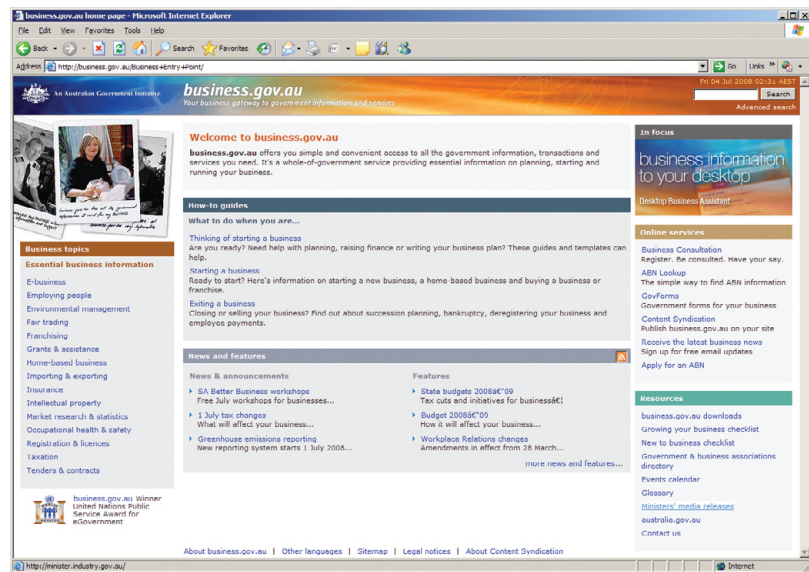 business.gov.au home page - Microsoft Internet Explorer
File Edit View Favorites Tools Help
Back Search Favorites
Address http://business.gov.au/Business+Entry+Point/ Go Links »
An Australian Government Initiative
business.gov.au
Your business gateway to government information and services
Fri 04 Jul 2008 02:31 AEST
Search
Advanced search
Business topics
Essential business information
E-business
Employing people
Environmental management
Fair trading
Franchising
Grants & assistance
Home-based business
Importing & exporting
Insurance
Intellectual property
Market research & statistics
Occupational health & safety
Registration & licences
Taxation
Tenders & contracts
business.gov.au Winner
United Nations Public
Service Award for
eGovernment
Welcome to business.gov.au
business.gov.au offers you simple and convenient access to all the government information, transactions and
services you need. It's a whole-of-government service providing essential information on planning, starting and
running your business.
How-to guides
What to do when you are...
Thinking of starting a business
Are you ready? Need help with planning, raising finance or writing your business plan? These guides and templates can
help.
Starting a business
Ready to start? Here's information on starting a new business, a home-based business and buying a business or
franchise.
Exiting a business
Closing or selling your business? Find out about succession planning, bankruptcy, deregistering your business and
employee payments.
News and features
News & announcements
SA Better Business workshops
Free July workshops for businesses...
1 July tax changes
What will affect your business...
Greenhouse emissions reporting
New reporting system starts 1 July 2008...
Features
State budgets 2008â€"09
Tax cuts and initiatives for businessâ€¦
Budget 2008â€"09
How it will affect your business...
Workplace Relations changes
Amendments in effect from 28 March...
more news and features...
In focus
business information
to your desktop
Desktop Business Assistant
Online services
Business Consultation
Register. Be consulted. Have your say.
ABN Lookup
The simple way to find ABN information
GovForms
Government forms for your business
Content Syndication
Publish business.gov.au on your site
Receive the latest business news
Sign up for free email updates
Apply for an ABN
Resources
business.gov.au downloads
Growing your business checklist
New to business checklist
Government & business associations
directory
Events calendar
Glossary
Ministers' media releases
australia.gov.au
Contact us
About business.gov.au | Other languages | Sitemap | Legal notices | About Content Syndication
http://minister.industry.gov.au/ Internet